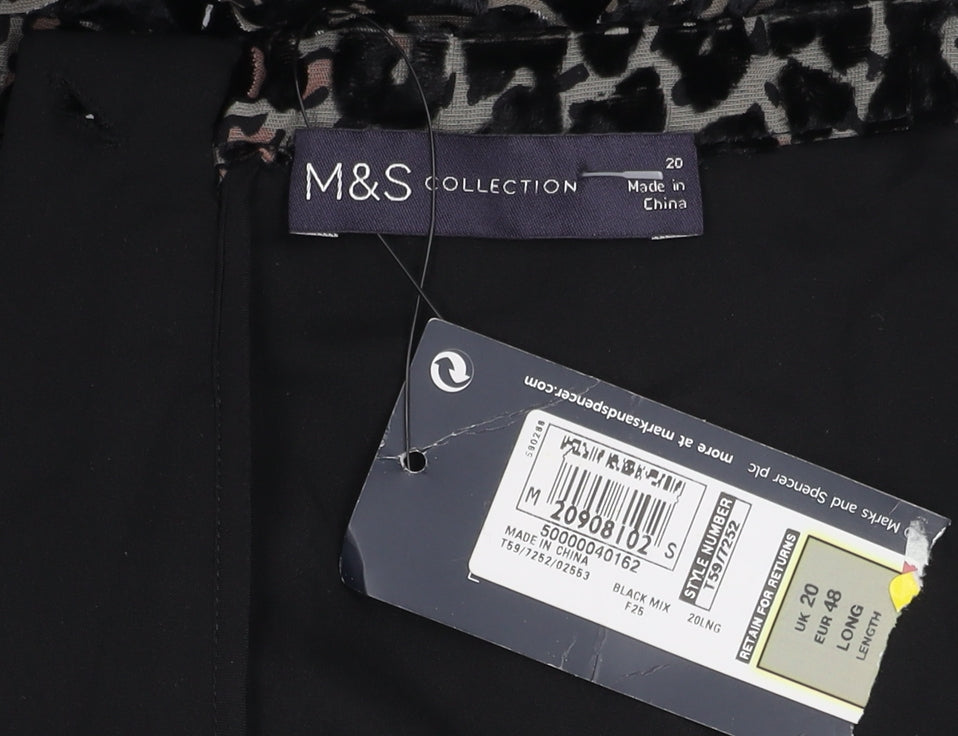 M&S COLLECTION
20
Made in
China
more at marksandspencer.com
© Marks and Spencer plc
590288
M 20908102 S
50000040162
MADE IN CHINA
T59/7252/02553
BLACK MIX
F25
20LNG
STYLE NUMBER
T59/7252
RETAIN FOR RETURNS
UK 20
EUR 48
LONG
LENGTH